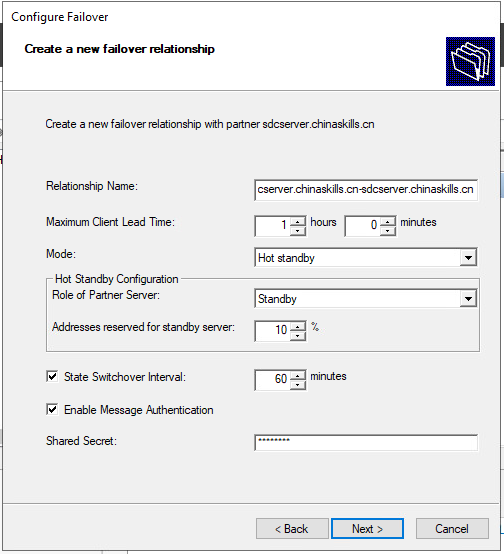 Configure Failover
Create a new failover relationship
Create a new failover relationship with partner sdcserver.chinaskills.cn
Relationship Name: cserver.chinaskills.cn-sdcserver.chinaskills.cn
Maximum Client Lead Time: 1 hours 0 minutes
Mode: Hot standby
Hot Standby Configuration
Role of Partner Server: Standby
Addresses reserved for standby server: 10 %
State Switchover Interval: 60 minutes
Enable Message Authentication
Shared Secret: ********
< Back Next > Cancel